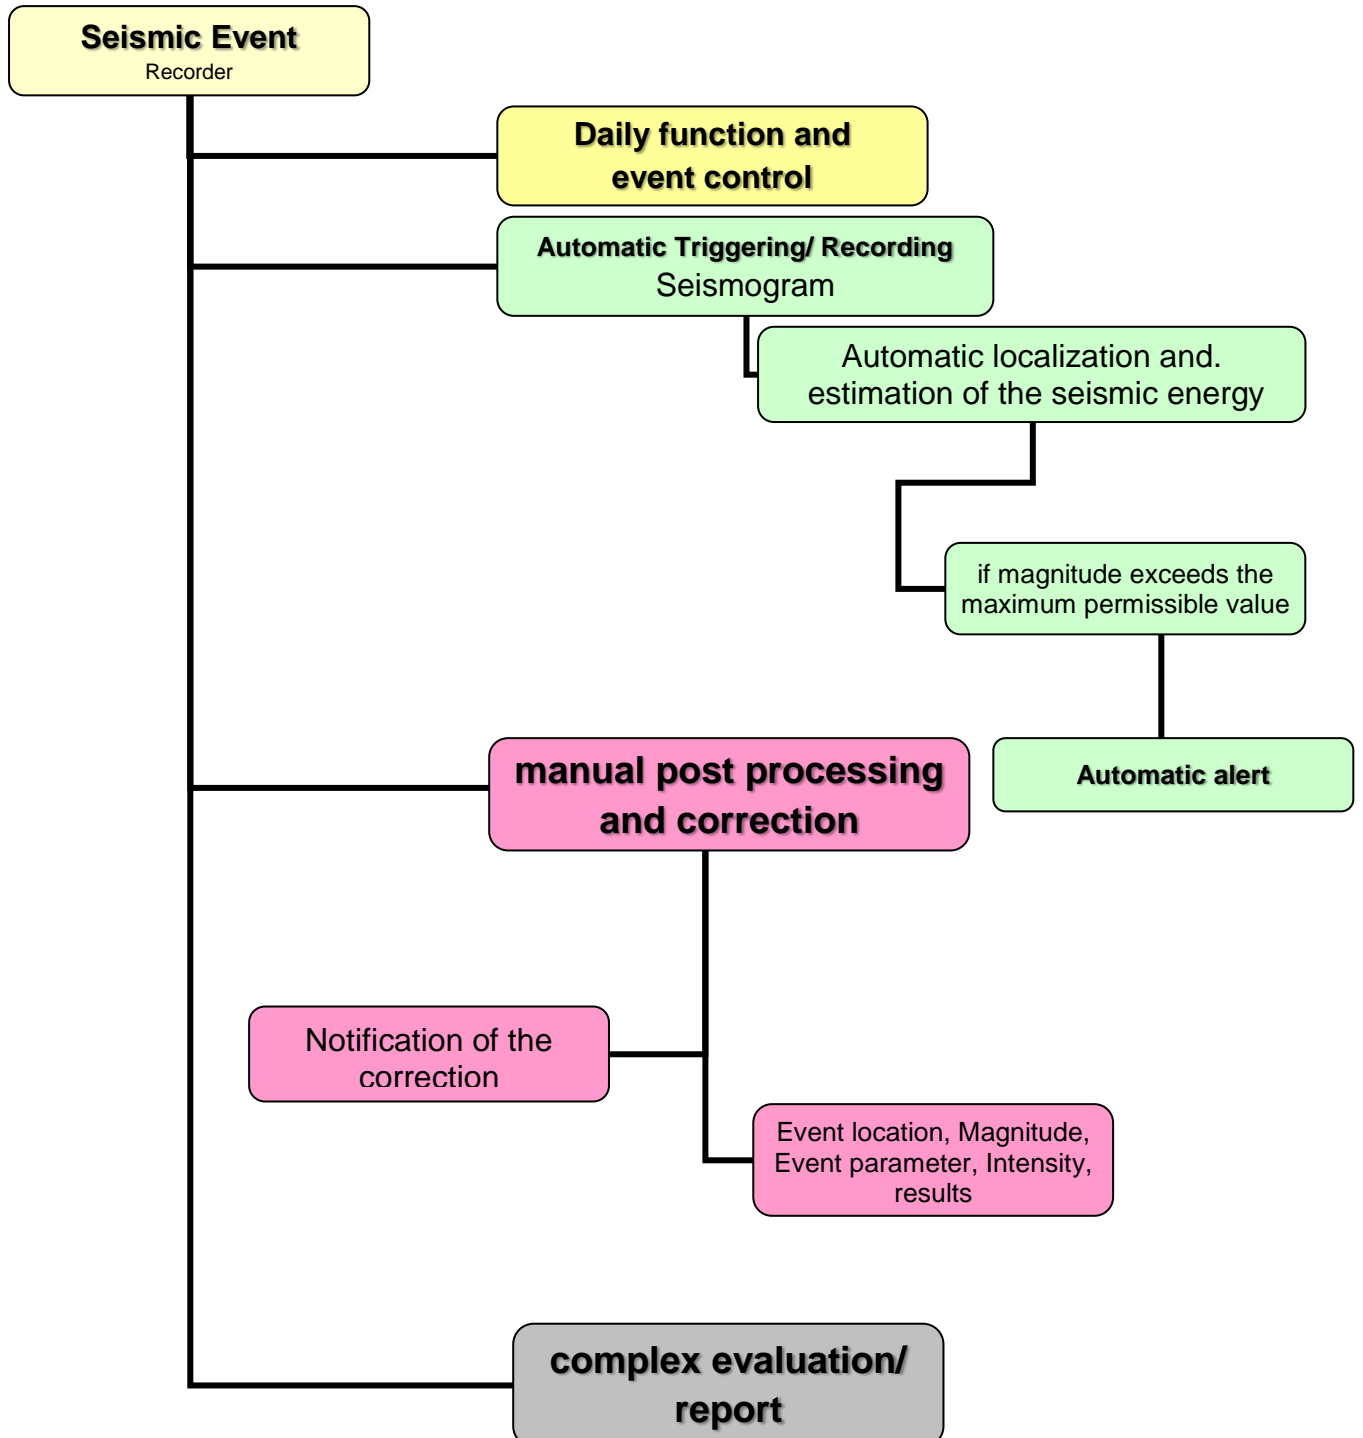 Seismic Event
Recorder
Daily function and
event control
Automatic Triggering/ Recording
Seismogram
Automatic localization and.
estimation of the seismic energy
if magnitude exceeds the
maximum permissible value
manual post processing
and correction
Automatic alert
Notification of the
correction
Event location, Magnitude,
Event parameter, Intensity,
results
complex evaluation/
report